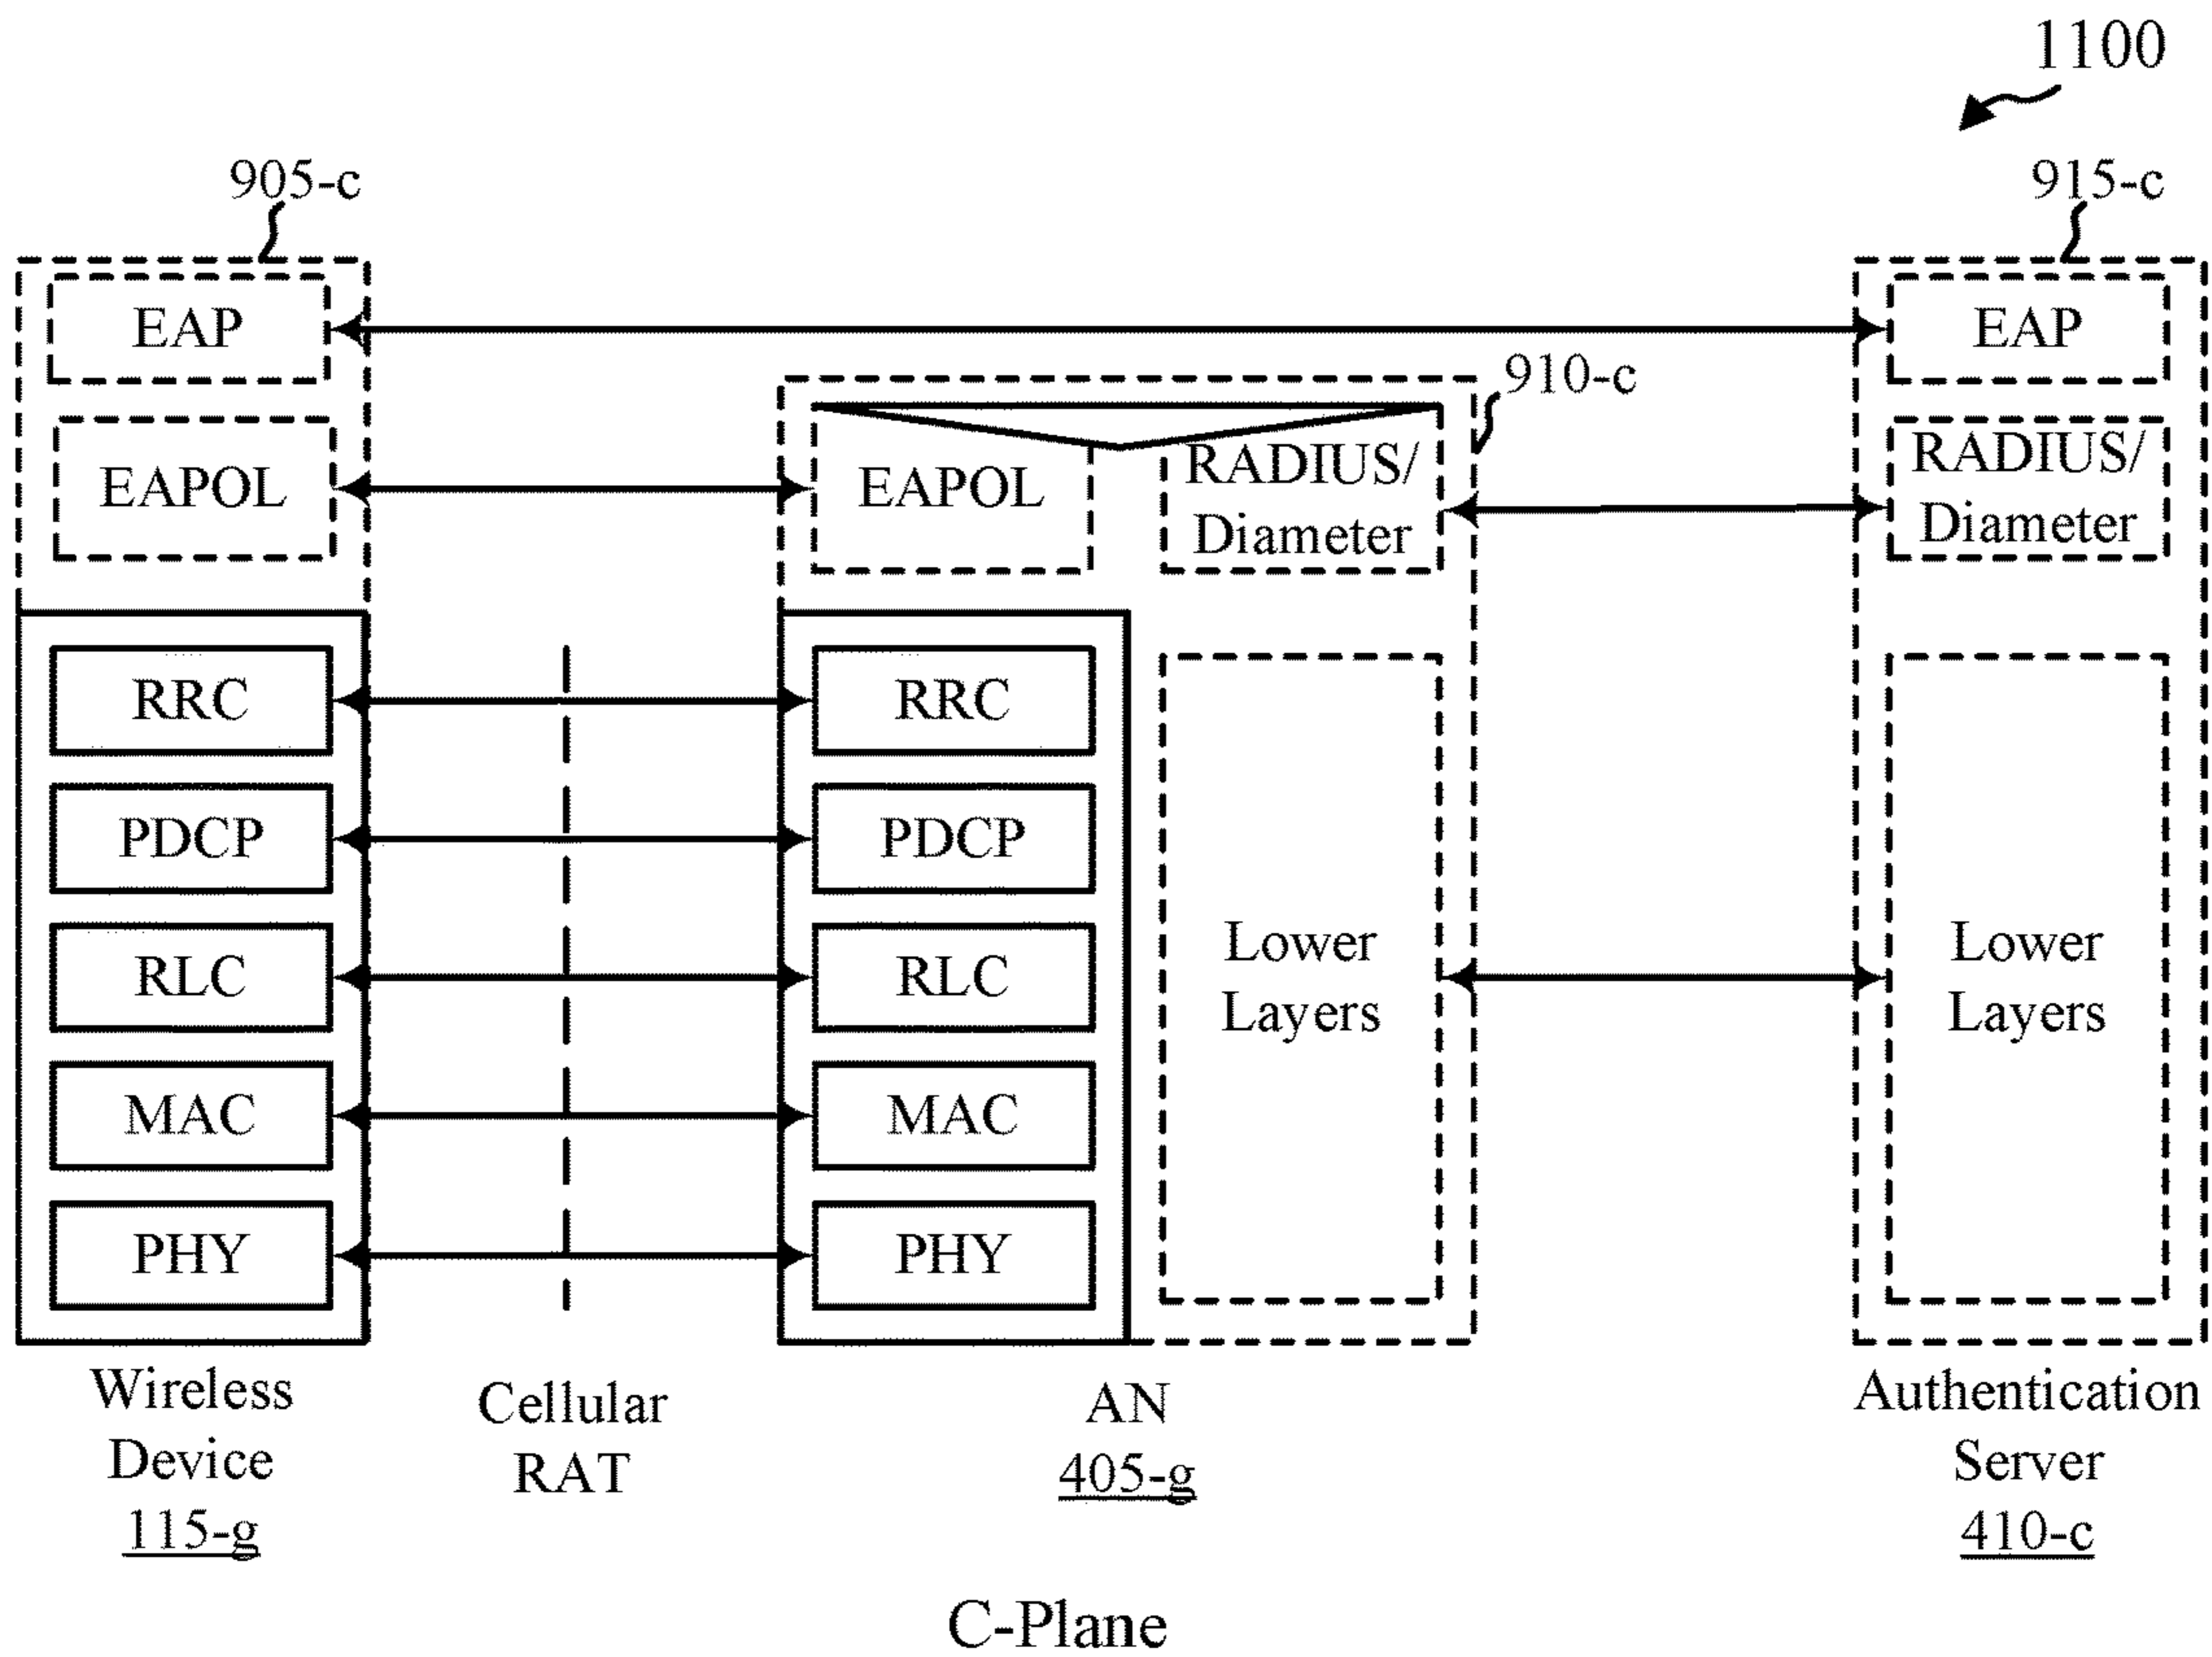 1100
905-c
915-c
EAP
EAP
910-c
EAPOL
EAPOL
RADIUS/
Diameter
RADIUS/
Diameter
RRC
RRC
PDCP
PDCP
RLC
RLC
Lower
Layers
Lower
Layers
MAC
MAC
PHY
PHY
Wireless
Device
115-g
Cellular
RAT
AN
405-g
Authentication
Server
410-c
C-Plane